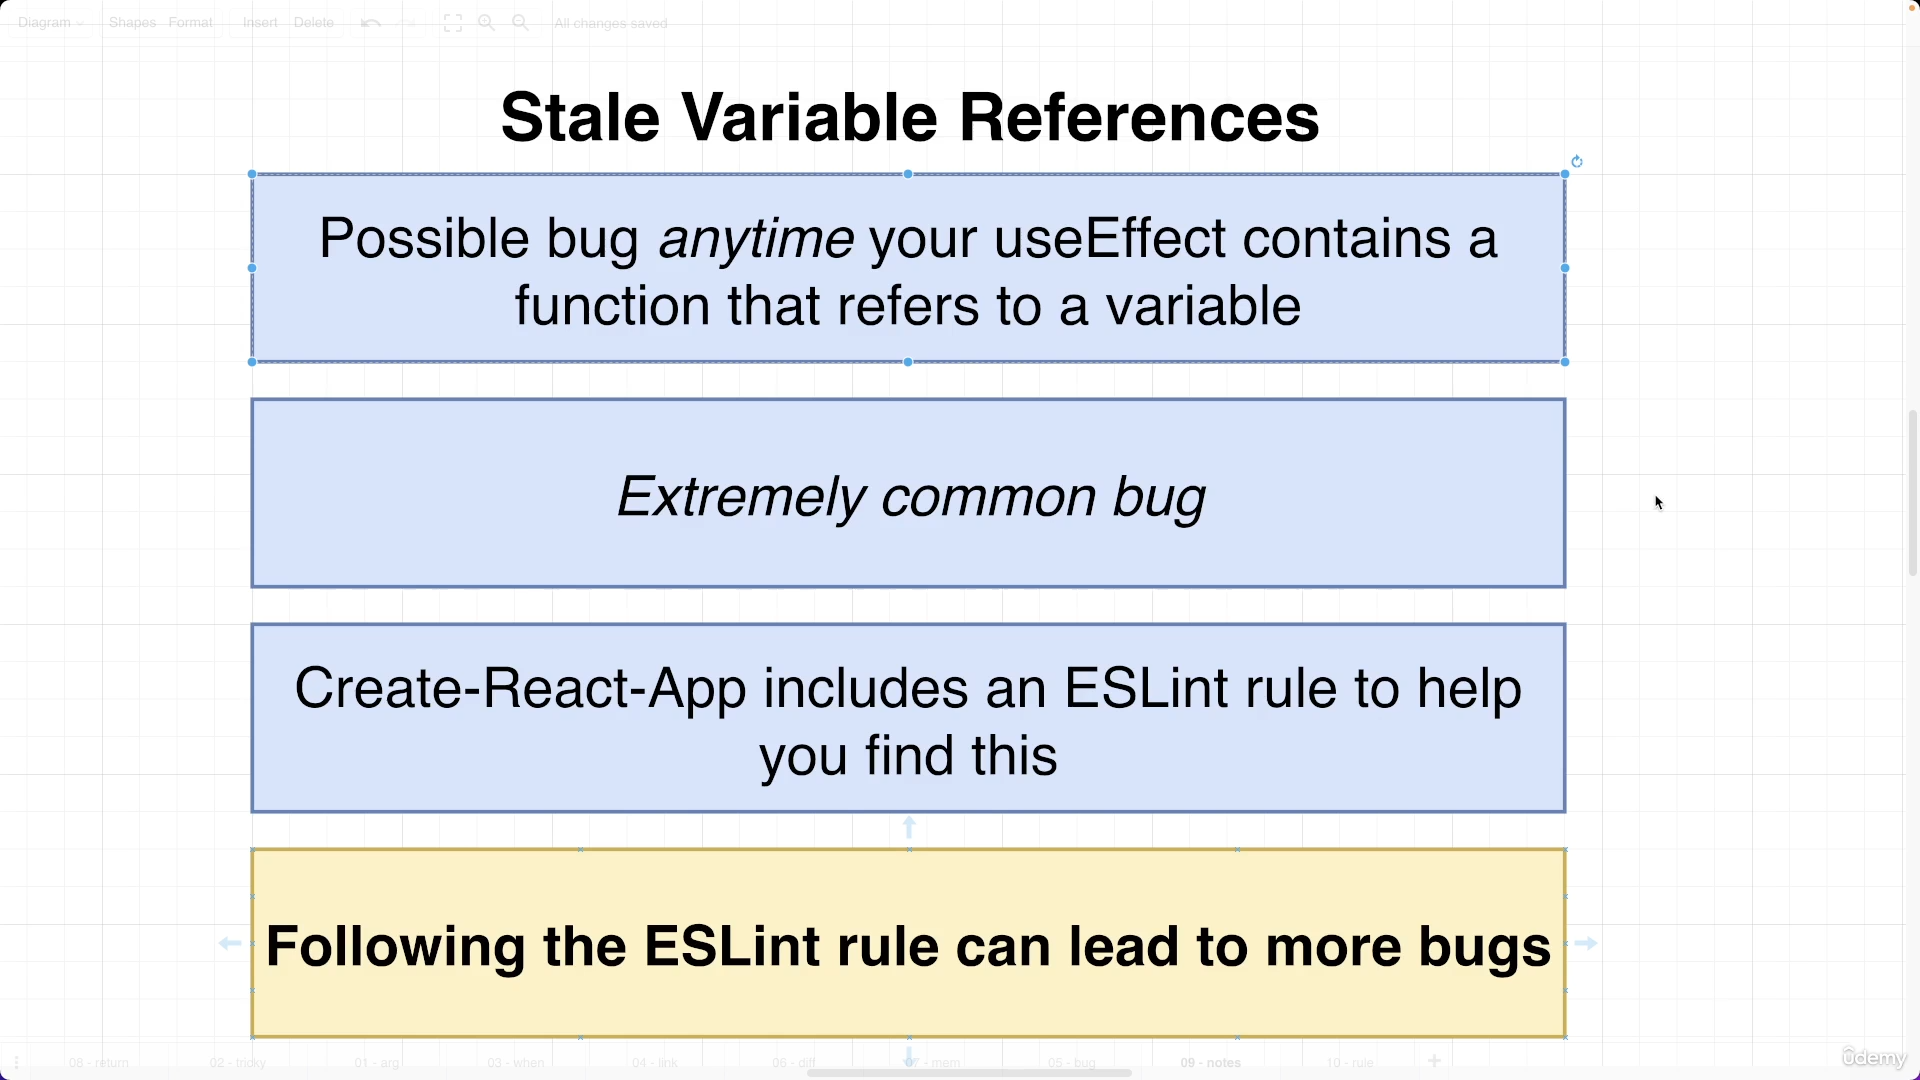 Diagram Shapes Format Insert Delete All changes saved
Stale Variable References
Possible bug anytime your useEffect contains a
function that refers to a variable
Extremely common bug
Create-React-App includes an ESLint rule to help
you find this
Following the ESLint rule can lead to more bugs
08 - return 02 - tricky 01 - arg 03 - when 04 - link 06 - diff 07 - mem 05 - bug 09 - notes 10 - rule
ûdemy